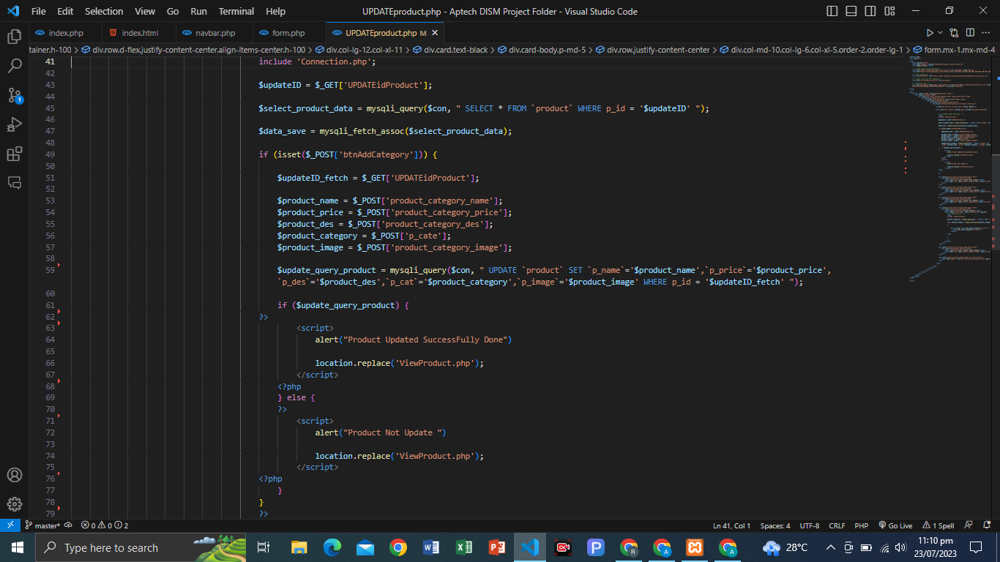 File Edit Selection View Go Run Terminal Help UPDATEproduct.php - Aptech DISM Project Folder - Visual Studio Code
index.php index.html navbar.php form.php UPDATEproduct.php M
tainer.h-100 > div.row.d-flex.justify-content-center.align-items-center.h-100 > div.col-lg-12.col-xl-11 > div.card.text-black > div.card-body.p-md-5 > div.row.justify-content-center > div.col-md-10.col-lg-6.col-xl-5.order-2.order-lg-1 > form.mx-1.mx-md-4
41 include 'Connection.php';
42
43 $updateID = $_GET['UPDATEidProduct'];
44
45 $select_product_data = mysqli_query($con, " SELECT * FROM `product` WHERE p_id = '$updateID' ");
46
47 $data_save = mysqli_fetch_assoc($select_product_data);
48
49 if (isset($_POST['btnAddCategory'])) {
50
51 $updateID_fetch = $_GET['UPDATEidProduct'];
52
53 $product_name = $_POST['product_category_name'];
54 $product_price = $_POST['product_category_price'];
55 $product_des = $_POST['product_category_des'];
56 $product_category = $_POST['p_cate'];
57 $product_image = $_POST['product_category_image'];
58
59 $update_query_product = mysqli_query($con, " UPDATE `product` SET `p_name`='$product_name',`p_price`='$product_price',
`p_des`='$product_des',`p_cat`='$product_category',`p_image`='$product_image' WHERE p_id = '$updateID_fetch' ");
60
61 if ($update_query_product) {
62 ?>
63 <script>
64 alert("Product Updated SuccessFully Done")
65
66 location.replace('ViewProduct.php');
67 </script>
68 <?php
69 } else {
70 ?>
71 <script>
72 alert("Product Not Update ")
73
74 location.replace('ViewProduct.php');
75 </script>
76 <?php
77 }
78 }
79 ?>
1
master* 0 0 2 Ln 41, Col 1 Spaces: 4 UTF-8 CRLF PHP Go Live 1 Spell
Type here to search 28°C 11:10 pm
23/07/2023